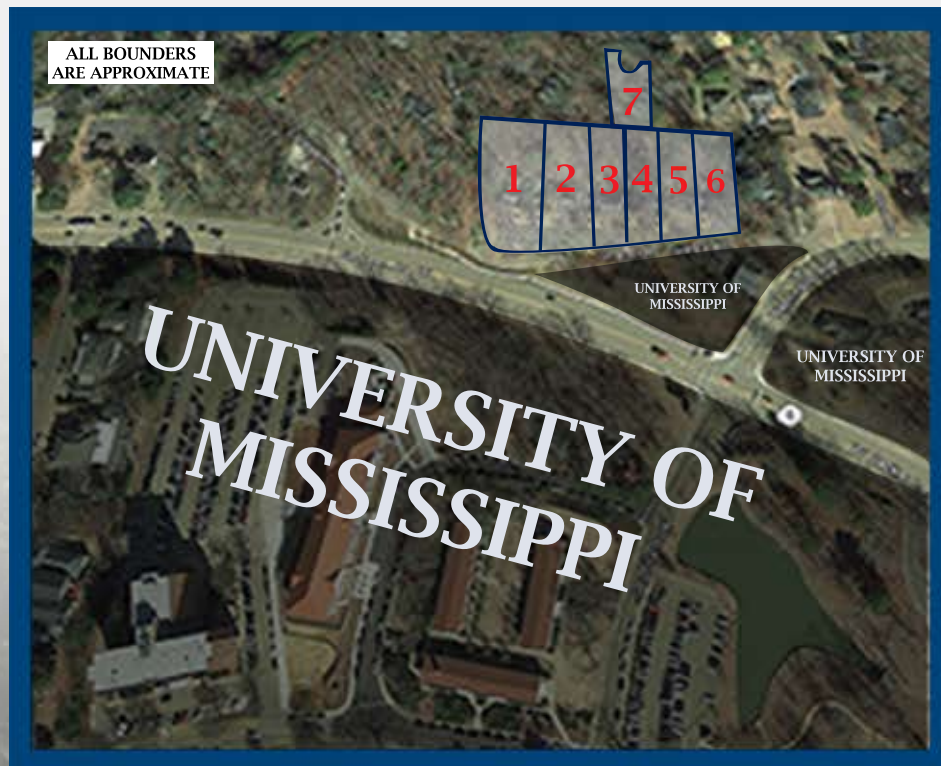 ALL BOUNDERS
ARE APPROXIMATE
7
1 2 3 4 5 6
UNIVERSITY OF
MISSISSIPPI
UNIVERSITY OF
MISSISSIPPI
UNIVERSITY OF
MISSISSIPPI